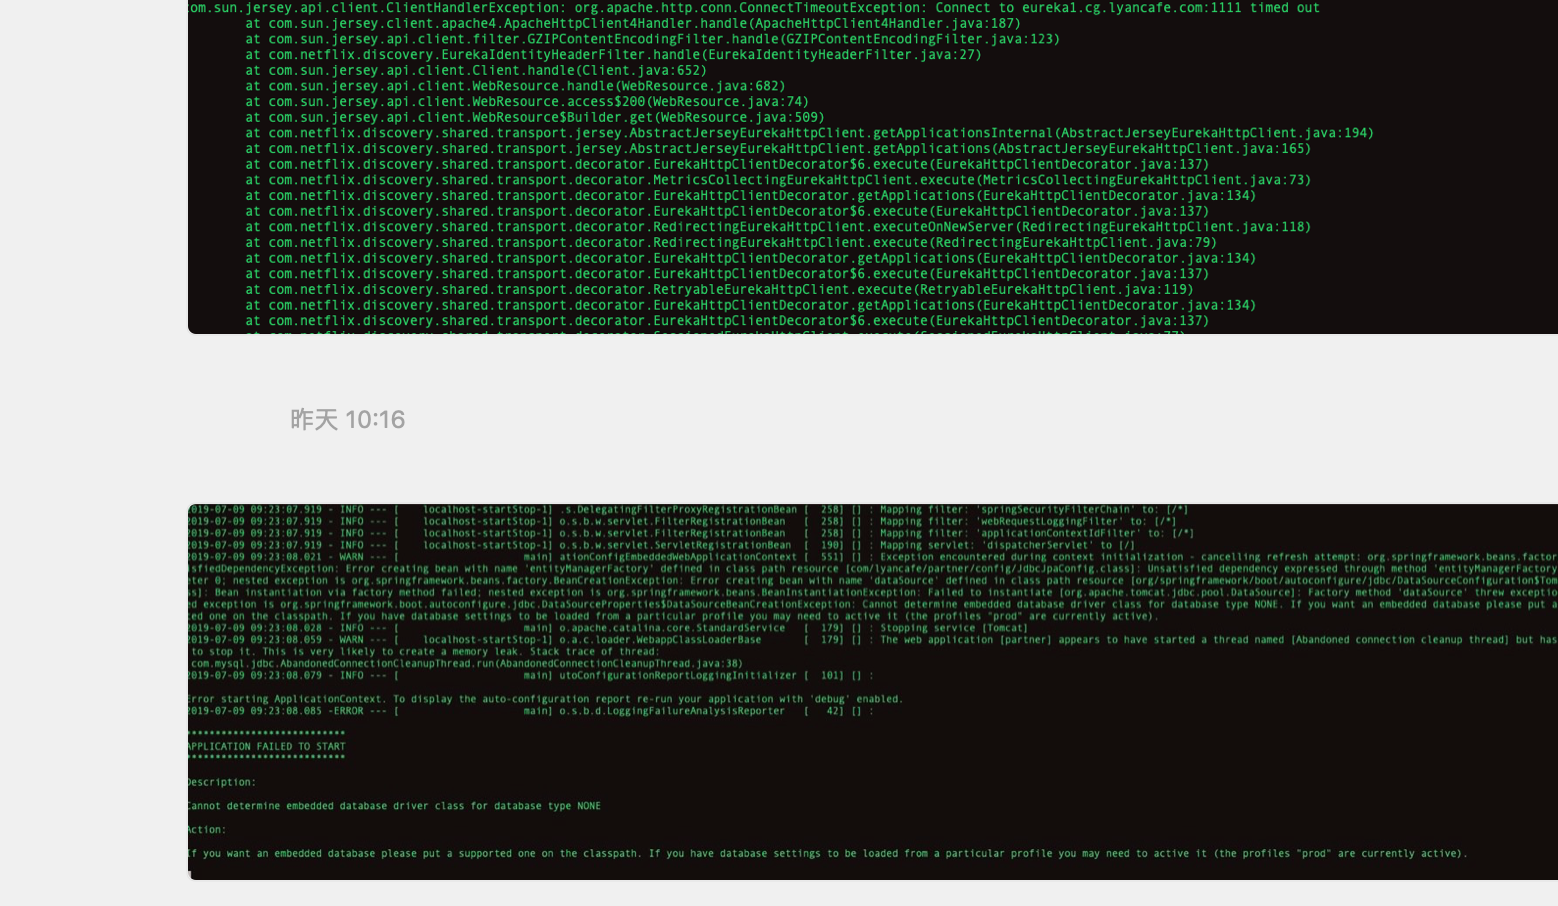 com.sun.jersey.api.client.ClientHandlerException: org.apache.http.conn.ConnectTimeoutException: Connect to eureka1.cg.lyancafe.com:1111 timed out
at com.sun.jersey.api.client.apache4.ApacheHttpClient4Handler.handle(ApacheHttpClient4Handler.java:187)
at com.sun.jersey.api.client.filter.GZIPContentEncodingFilter.handle(GZIPContentEncodingFilter.java:123)
at com.netflix.discovery.EurekaIdentityHeaderFilter.handle(EurekaIdentityHeaderFilter.java:27)
at com.sun.jersey.api.client.Client.handle(Client.java:652)
at com.sun.jersey.api.client.WebResource.handle(WebResource.java:682)
at com.sun.jersey.api.client.WebResource.access$200(WebResource.java:74)
at com.sun.jersey.api.client.WebResource$Builder.get(WebResource.java:509)
at com.netflix.discovery.shared.transport.jersey.AbstractJerseyEurekaHttpClient.getApplicationsInternal(AbstractJerseyEurekaHttpClient.java:194)
at com.netflix.discovery.shared.transport.jersey.AbstractJerseyEurekaHttpClient.getApplications(AbstractJerseyEurekaHttpClient.java:165)
at com.netflix.discovery.shared.transport.decorator.EurekaHttpClientDecorator$6.execute(EurekaHttpClientDecorator.java:137)
at com.netflix.discovery.shared.transport.decorator.MetricsCollectingEurekaHttpClient.execute(MetricsCollectingEurekaHttpClient.java:73)
at com.netflix.discovery.shared.transport.decorator.EurekaHttpClientDecorator.getApplications(EurekaHttpClientDecorator.java:134)
at com.netflix.discovery.shared.transport.decorator.EurekaHttpClientDecorator$6.execute(EurekaHttpClientDecorator.java:137)
at com.netflix.discovery.shared.transport.decorator.RedirectingEurekaHttpClient.executeOnNewServer(RedirectingEurekaHttpClient.java:118)
at com.netflix.discovery.shared.transport.decorator.RedirectingEurekaHttpClient.execute(RedirectingEurekaHttpClient.java:79)
at com.netflix.discovery.shared.transport.decorator.EurekaHttpClientDecorator.getApplications(EurekaHttpClientDecorator.java:134)
at com.netflix.discovery.shared.transport.decorator.EurekaHttpClientDecorator$6.execute(EurekaHttpClientDecorator.java:137)
at com.netflix.discovery.shared.transport.decorator.RetryableEurekaHttpClient.execute(RetryableEurekaHttpClient.java:119)
at com.netflix.discovery.shared.transport.decorator.EurekaHttpClientDecorator.getApplications(EurekaHttpClientDecorator.java:134)
at com.netflix.discovery.shared.transport.decorator.EurekaHttpClientDecorator$6.execute(EurekaHttpClientDecorator.java:137)
昨天 10:16
2019-07-09 09:23:07.919 - INFO --- [ localhost-startStop-1] .s.DelegatingFilterProxyRegistrationBean [ 258] [] : Mapping filter: 'springSecurityFilterChain' to: [/*]
2019-07-09 09:23:07.919 - INFO --- [ localhost-startStop-1] o.s.b.w.servlet.FilterRegistrationBean [ 258] [] : Mapping filter: 'webRequestLoggingFilter' to: [/*]
2019-07-09 09:23:07.919 - INFO --- [ localhost-startStop-1] o.s.b.w.servlet.FilterRegistrationBean [ 258] [] : Mapping filter: 'applicationContextIdFilter' to: [/*]
2019-07-09 09:23:07.919 - INFO --- [ localhost-startStop-1] o.s.b.w.servlet.ServletRegistrationBean [ 190] [] : Mapping servlet: 'dispatcherServlet' to [/]
2019-07-09 09:23:08.021 - WARN --- [ main] ationConfigEmbeddedWebApplicationContext [ 551] [] : Exception encountered during context initialization - cancelling refresh attempt: org.springframework.beans.factor
isfiedDependencyException: Error creating bean with name 'entityManagerFactory' defined in class path resource [com/lyancafe/partner/config/JdbcJpaConfig.class]: Unsatisfied dependency expressed through method 'entityManagerFactory
eter 0; nested exception is org.springframework.beans.factory.BeanCreationException: Error creating bean with name 'dataSource' defined in class path resource [org/springframework/boot/autoconfigure/jdbc/DataSourceConfiguration$Tom
ss]: Bean instantiation via factory method failed; nested exception is org.springframework.beans.BeanInstantiationException: Failed to instantiate [org.apache.tomcat.jdbc.pool.DataSource]: Factory method 'dataSource' threw exceptio
ed exception is org.springframework.boot.autoconfigure.jdbc.DataSourceProperties$DataSourceBeanCreationException: Cannot determine embedded database driver class for database type NONE. If you want an embedded database please put a
ted one on the classpath. If you have database settings to be loaded from a particular profile you may need to active it (the profiles "prod" are currently active).
2019-07-09 09:23:08.028 - INFO --- [ main] o.apache.catalina.core.StandardService [ 179] [] : Stopping service [Tomcat]
2019-07-09 09:23:08.059 - WARN --- [ localhost-startStop-1] o.a.c.loader.WebappClassLoaderBase [ 179] [] : The web application [partner] appears to have started a thread named [Abandoned connection cleanup thread] but has
to stop it. This is very likely to create a memory leak. Stack trace of thread:
com.mysql.jdbc.AbandonedConnectionCleanupThread.run(AbandonedConnectionCleanupThread.java:38)
2019-07-09 09:23:08.079 - INFO --- [ main] utoConfigurationReportLoggingInitializer [ 101] [] :
Error starting ApplicationContext. To display the auto-configuration report re-run your application with 'debug' enabled.
2019-07-09 09:23:08.085 -ERROR --- [ main] o.s.b.d.LoggingFailureAnalysisReporter [ 42] [] :
***************************
APPLICATION FAILED TO START
***************************
Description:
Cannot determine embedded database driver class for database type NONE
Action:
If you want an embedded database please put a supported one on the classpath. If you have database settings to be loaded from a particular profile you may need to active it (the profiles "prod" are currently active).